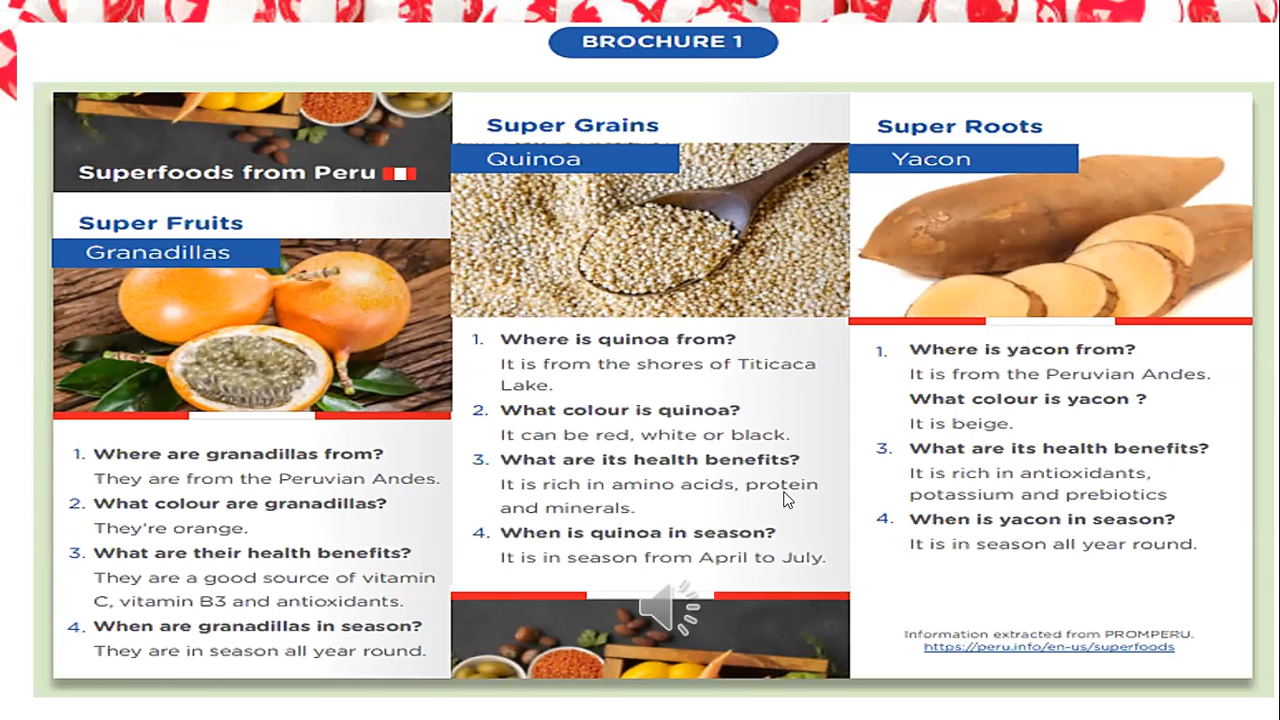 BROCHURE 1
Superfoods from Peru
Super Fruits
Granadillas
1. Where are granadillas from?
They are from the Peruvian Andes.
2. What colour are granadillas?
They're orange.
3. What are their health benefits?
They are a good source of vitamin
C, vitamin B3 and antioxidants.
4. When are granadillas in season?
They are in season all year round.
Super Grains
Quinoa
1. Where is quinoa from?
It is from the shores of Titicaca
Lake.
2. What colour is quinoa?
It can be red, white or black.
3. What are its health benefits?
It is rich in amino acids, protein
and minerals.
4. When is quinoa in season?
It is in season from April to July.
Super Roots
Yacon
1. Where is yacon from?
It is from the Peruvian Andes.
What colour is yacon ?
It is beige.
3. What are its health benefits?
It is rich in antioxidants,
potassium and prebiotics
4. When is yacon in season?
It is in season all year round.
Information extracted from PROMPERU.
https://peru.info/en-us/superfoods